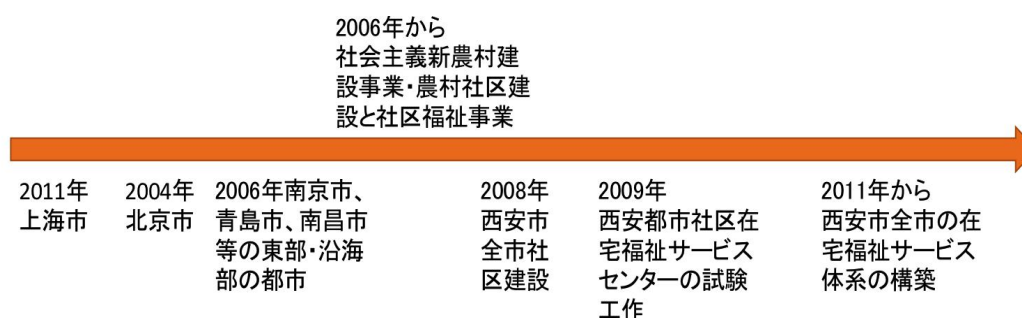 2006年から
社会主義新農村建
設事業・農村社区建
設と社区福祉事業
2011年
上海市
2004年
北京市
2006年南京市、
青島市、南昌市
等の東部・沿海
部の都市
2008年
西安市
全市社
区建設
2009年
西安都市社区在
宅福祉サービス
センターの試験
工作
2011年から
西安市全市の在
宅福祉サービス
体系の構築